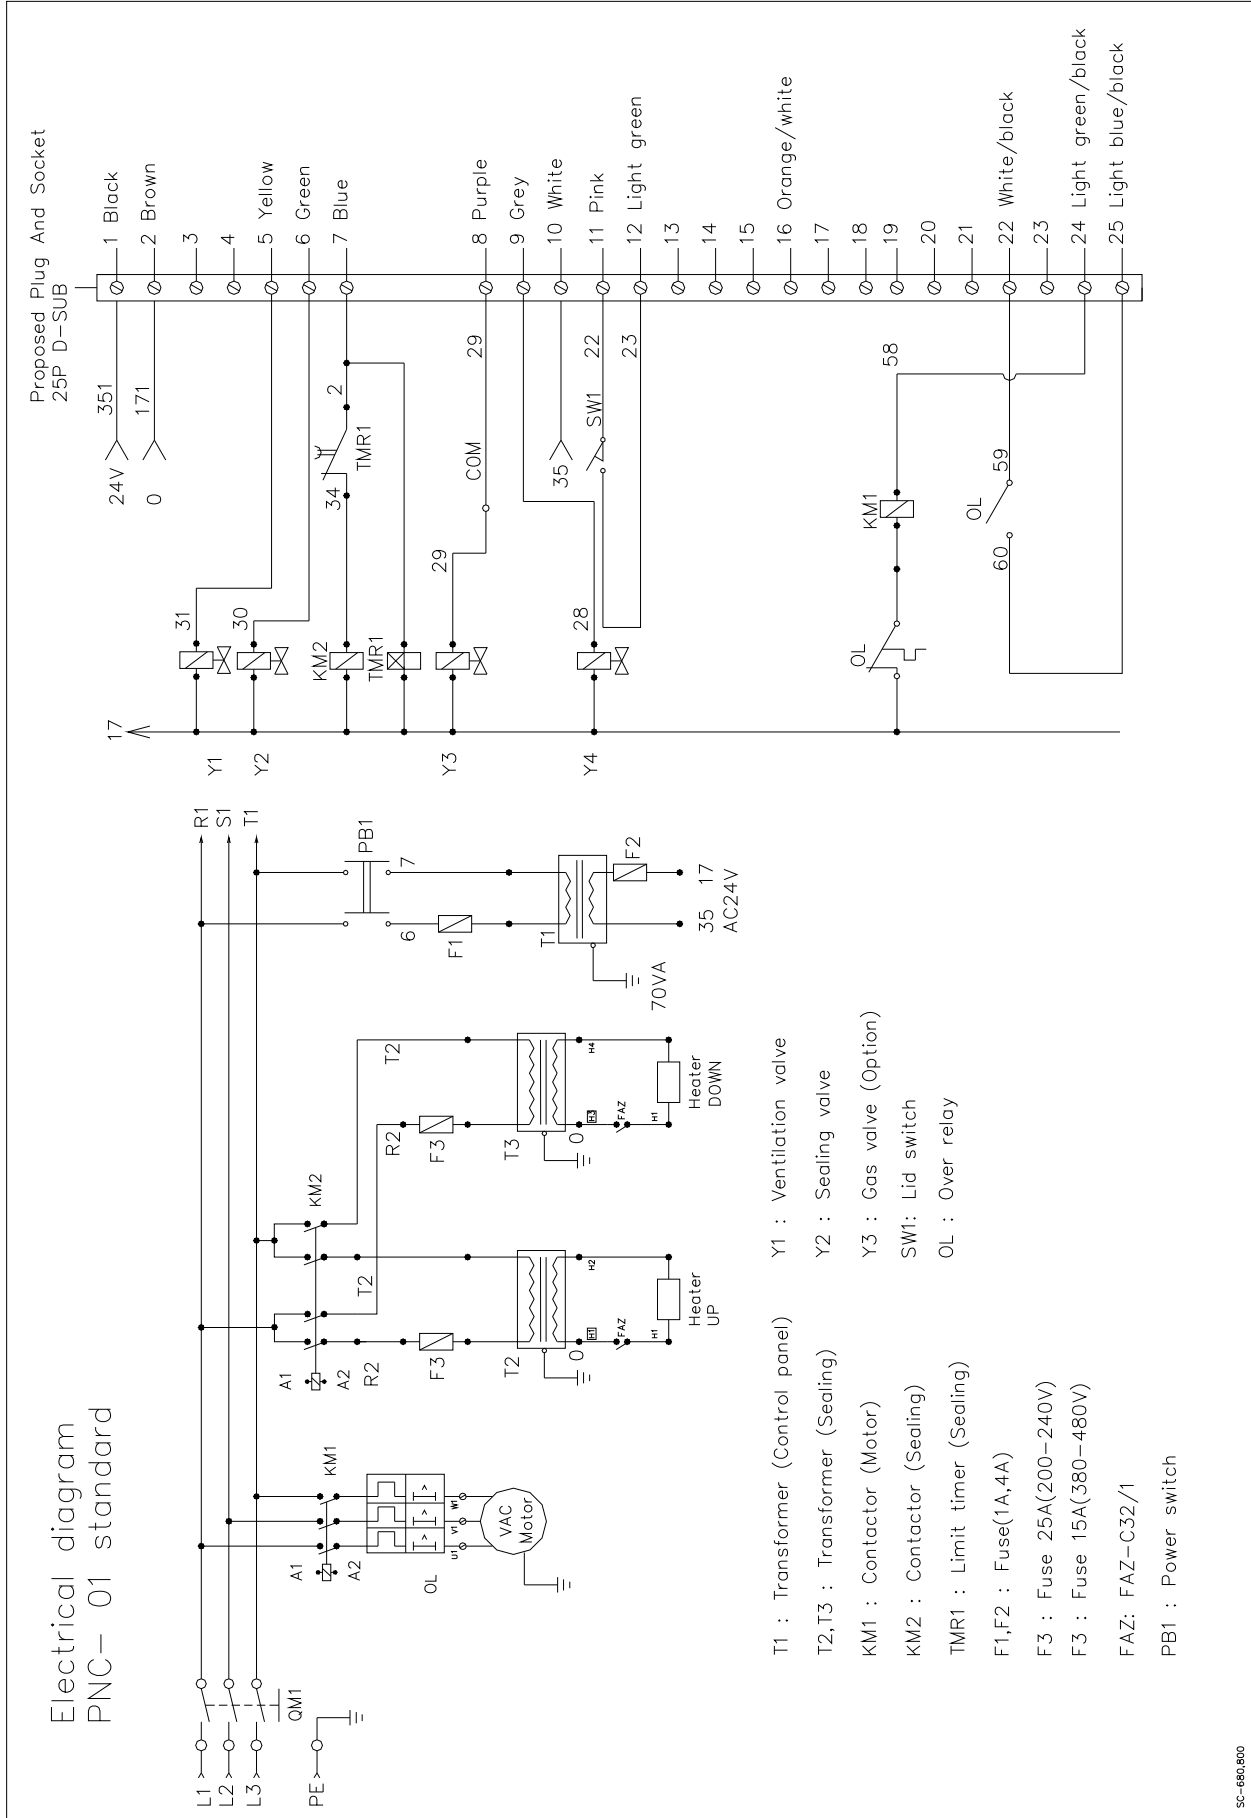 Electrical diagram
PNC- 01 standard
L1
L2
L3
PE
QM1
A1
A2
KM1
OL
U1
V1
W1
VAC
Motor
A1
A2
KM2
R2
T2
F3
T2
0
H1
FAZ
H1
H2
Heater
UP
R2
T2
F3
T3
0
H3
FAZ
H1
H4
Heater
DOWN
R1
S1
T1
PB1
6
7
F1
T1
F2
70VA
35 17
AC24V
T1 : Transformer (Control panel)
T2,T3 : Transformer (Sealing)
KM1 : Contactor (Motor)
KM2 : Contactor (Sealing)
TMR1 : Limit timer (Sealing)
F1,F2 : Fuse(1A,4A)
F3 : Fuse 25A(200-240V)
F3 : Fuse 15A(380-480V)
FAZ: FAZ-C32/1
PB1 : Power switch
Y1 : Ventilation valve
Y2 : Sealing valve
Y3 : Gas valve (Option)
SW1: Lid switch
OL : Over relay
17
Y1
Y2
Y3
Y4
31
30
KM2
TMR1
29
28
34
TMR1
2
COM
29
24V
351
0
171
35
SW1
22
23
OL
KM1
58
60
OL
59
Proposed Plug And Socket
25P D-SUB
1 Black
2 Brown
3
4
5 Yellow
6 Green
7 Blue
8 Purple
9 Grey
10 White
11 Pink
12 Light green
13
14
15
16 Orange/white
17
18
19
20
21
22 White/black
23
24 Light green/black
25 Light blue/black
SC-680,800